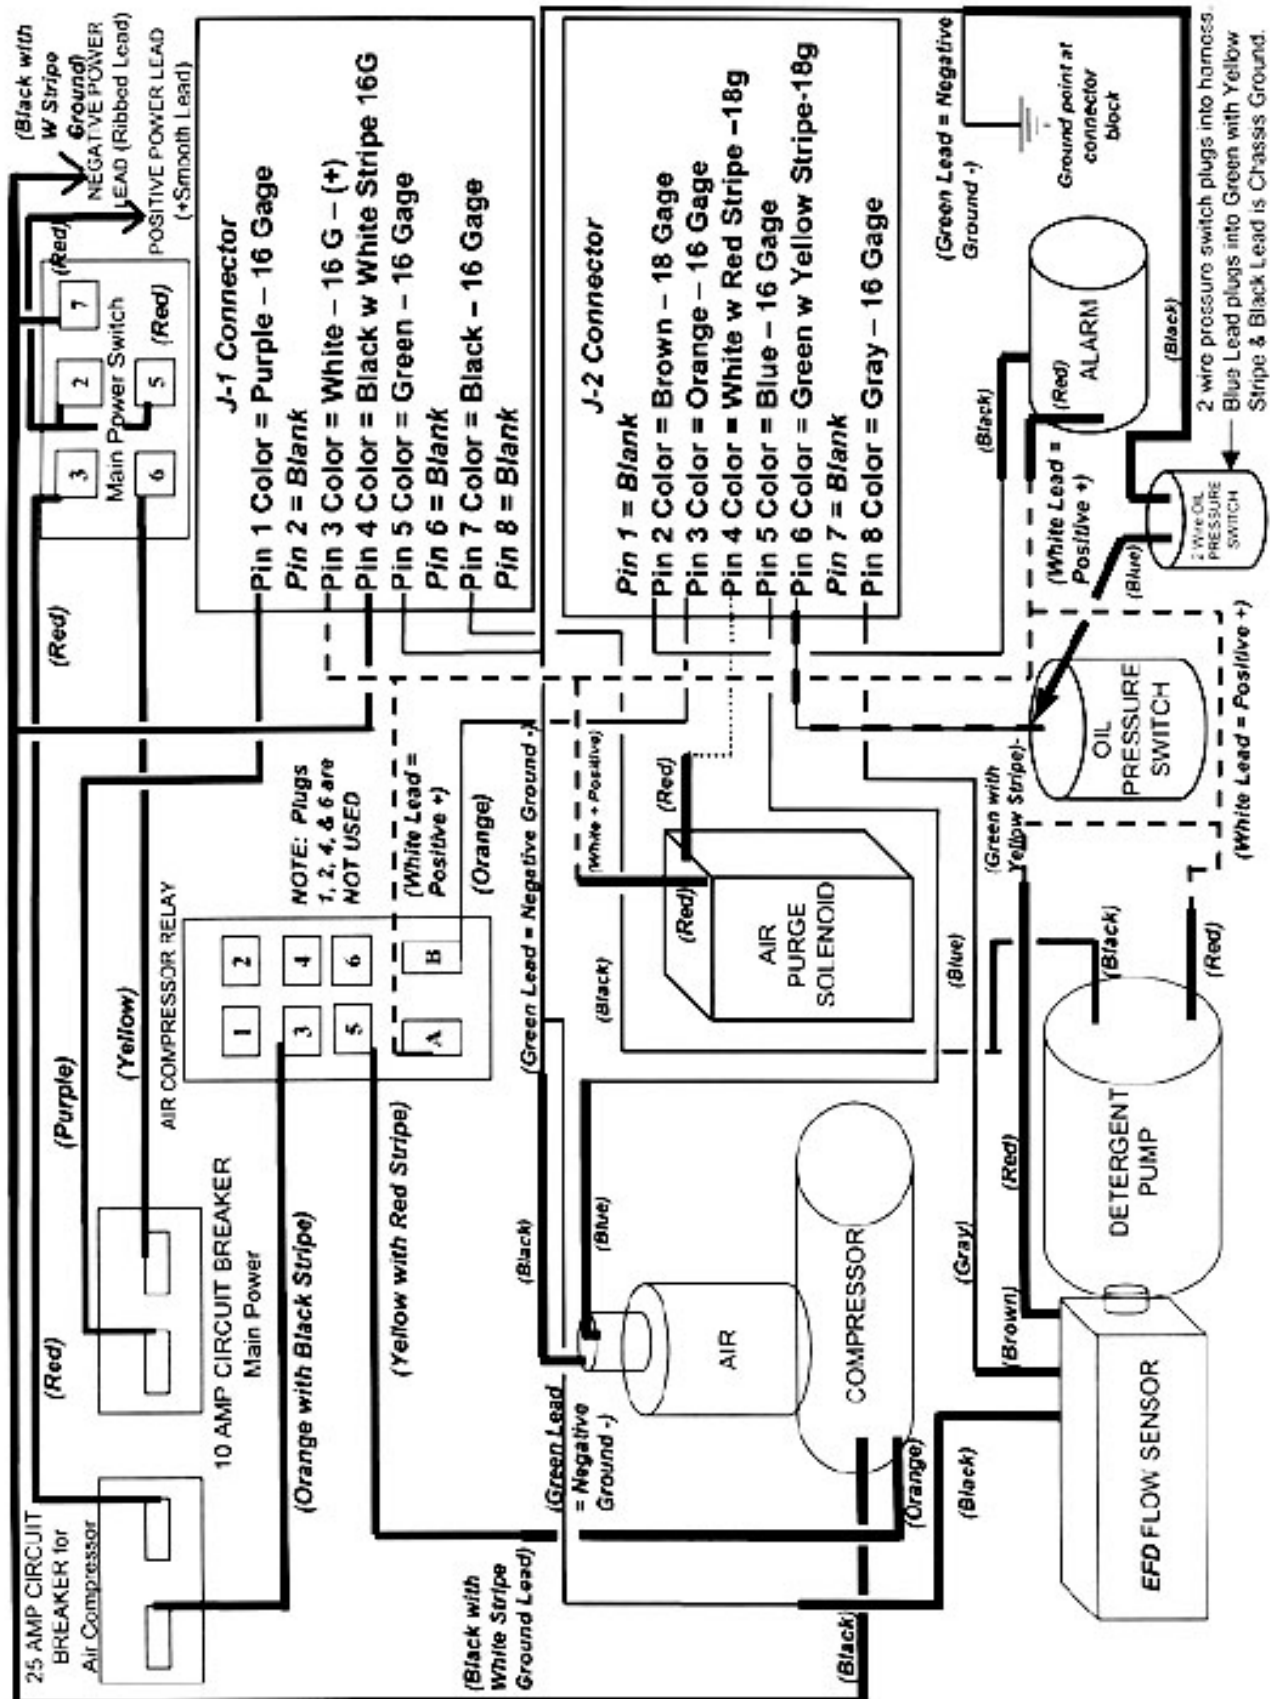 25 AMP CIRCUIT
BREAKER for
Air Compressor
(Red)
10 AMP CIRCUIT BREAKER
Main Power
(Purple)
(Yellow)
(Red)
3
2
7
Main Power Switch
6
5
(Red)
(Red)
(Black with
W Stripe
Ground)
NEGATIVE POWER
LEAD (Ribbed Lead)
POSITIVE POWER LEAD
(+Smooth Lead)
(Orange with Black Stripe)
(Yellow with Red Stripe)
AIR COMPRESSOR RELAY
1
2
3
4
5
6
A
B
NOTE: Plugs
1, 2, 4, & 6 are
NOT USED
(White Lead =
Positive +)
(Orange)
J-1 Connector
Pin 1 Color = Purple – 16 Gage
Pin 2 = Blank
Pin 3 Color = White – 16 G – (+)
Pin 4 Color = Black w White Stripe 16G
Pin 5 Color = Green – 16 Gage
Pin 6 = Blank
Pin 7 Color = Black – 16 Gage
Pin 8 = Blank
(Black with
White Stripe
Ground Lead)
(Green Lead
= Negative
Ground -)
(Black)
(Blue)
(Green Lead = Negative Ground -)
(White + Positive)
(Black)
(Red)
(Red)
AIR
PURGE
SOLENOID
AIR
COMPRESSOR
(Black)
(Orange)
(Black)
(Blue)
J-2 Connector
Pin 1 = Blank
Pin 2 Color = Brown – 18 Gage
Pin 3 Color = Orange – 16 Gage
Pin 4 Color = White w Red Stripe –18g
Pin 5 Color = Blue – 16 Gage
Pin 6 Color = Green w Yellow Stripe-18g
Pin 7 = Blank
Pin 8 Color = Gray – 16 Gage
(Green Lead = Negative
Ground -)
Ground point at
connector
block
(Black)
(Red)
ALARM
(White Lead =
Positive +)
(Black)
(Blue)
2 Wire OIL
PRESSURE
SWITCH
2 wire pressure switch plugs into harness.
Blue Lead plugs into Green with Yellow
Stripe & Black Lead is Chassis Ground.
OIL
PRESSURE
SWITCH
(Green with
Yellow Stripe)-
(White Lead = Positive +)
(Gray)
(Brown)
(Red)
(Black)
(Red)
DETERGENT
PUMP
EFD FLOW SENSOR